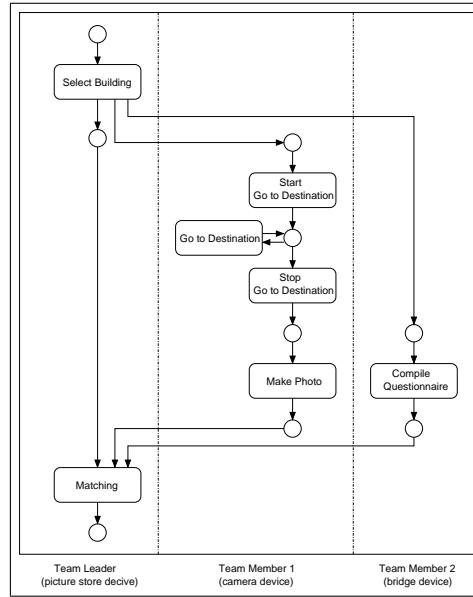 Select Building
Start
Go to Destination
Go to Destination
Stop
Go to Destination
Make Photo
Compile
Questionnaire
Matching
Team Leader
(picture store decive)
Team Member 1
(camera device)
Team Member 2
(bridge device)